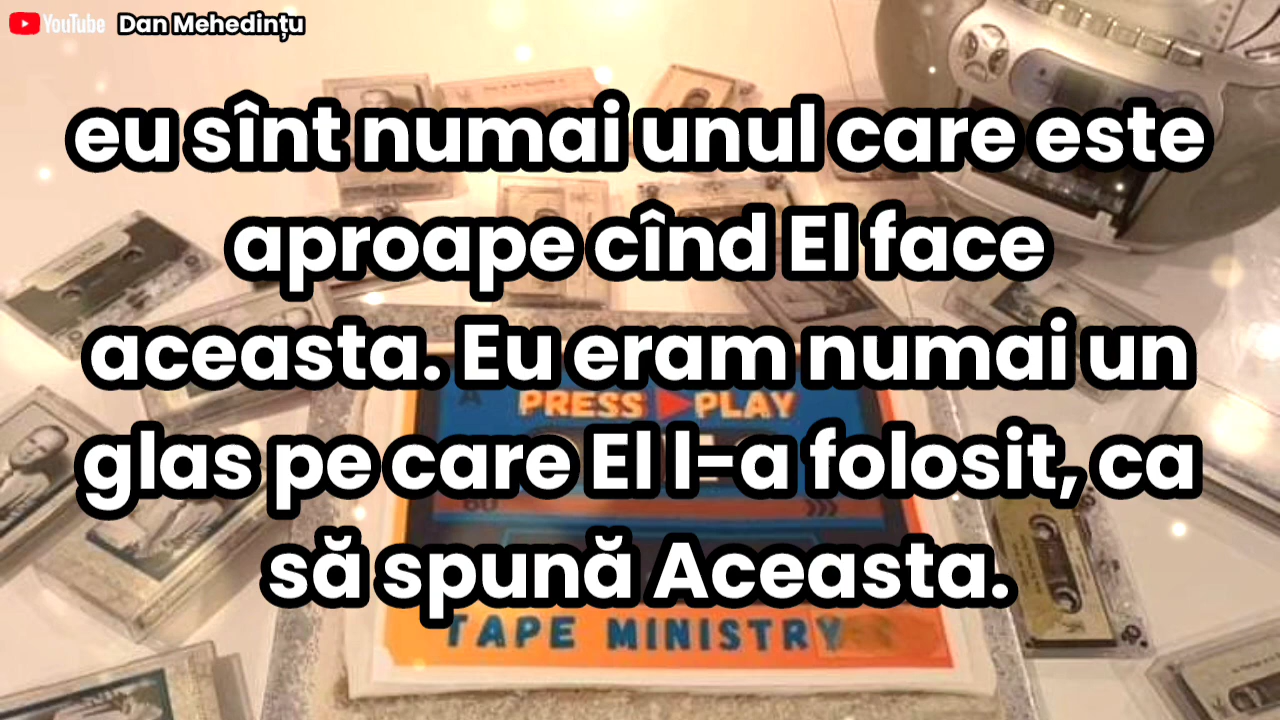 YouTube Dan Mehedințu
eu sînt numai unul care este
aproape cînd El face
aceasta. Eu eram numai un
glas pe care El l-a folosit, ca
să spună Aceasta.
A
PRESS PLAY
60
TAPE MINISTRY